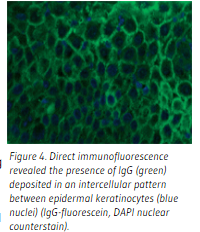 Figure 4. Direct immunofluorescence
revealed the presence of IgG (green)
deposited in an intercellular pattern
between epidermal keratinocytes (blue
nuclei) (IgG-fluorescein, DAPI nuclear
counterstain).